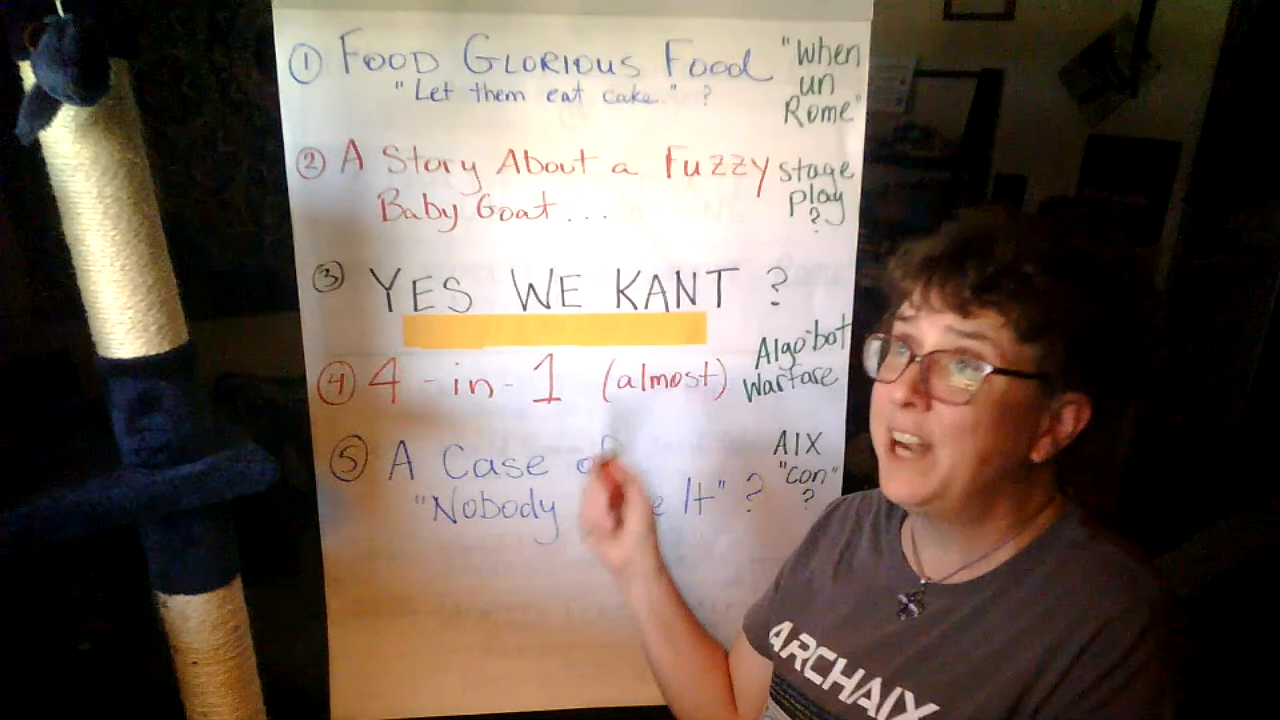 ① FOOD GLORIOUS FOOD
"Let them eat cake." ?
"When
un
Rome"
② A Story About a Fuzzy
Baby Goat...
stage
play
?
③ YES WE KANT ?
④ 4-in-1 (almost)
Algo·bot
Warfare
⑤ A Case
"Nobody It" ?
AIX
"Con"
?
ARCHAIX